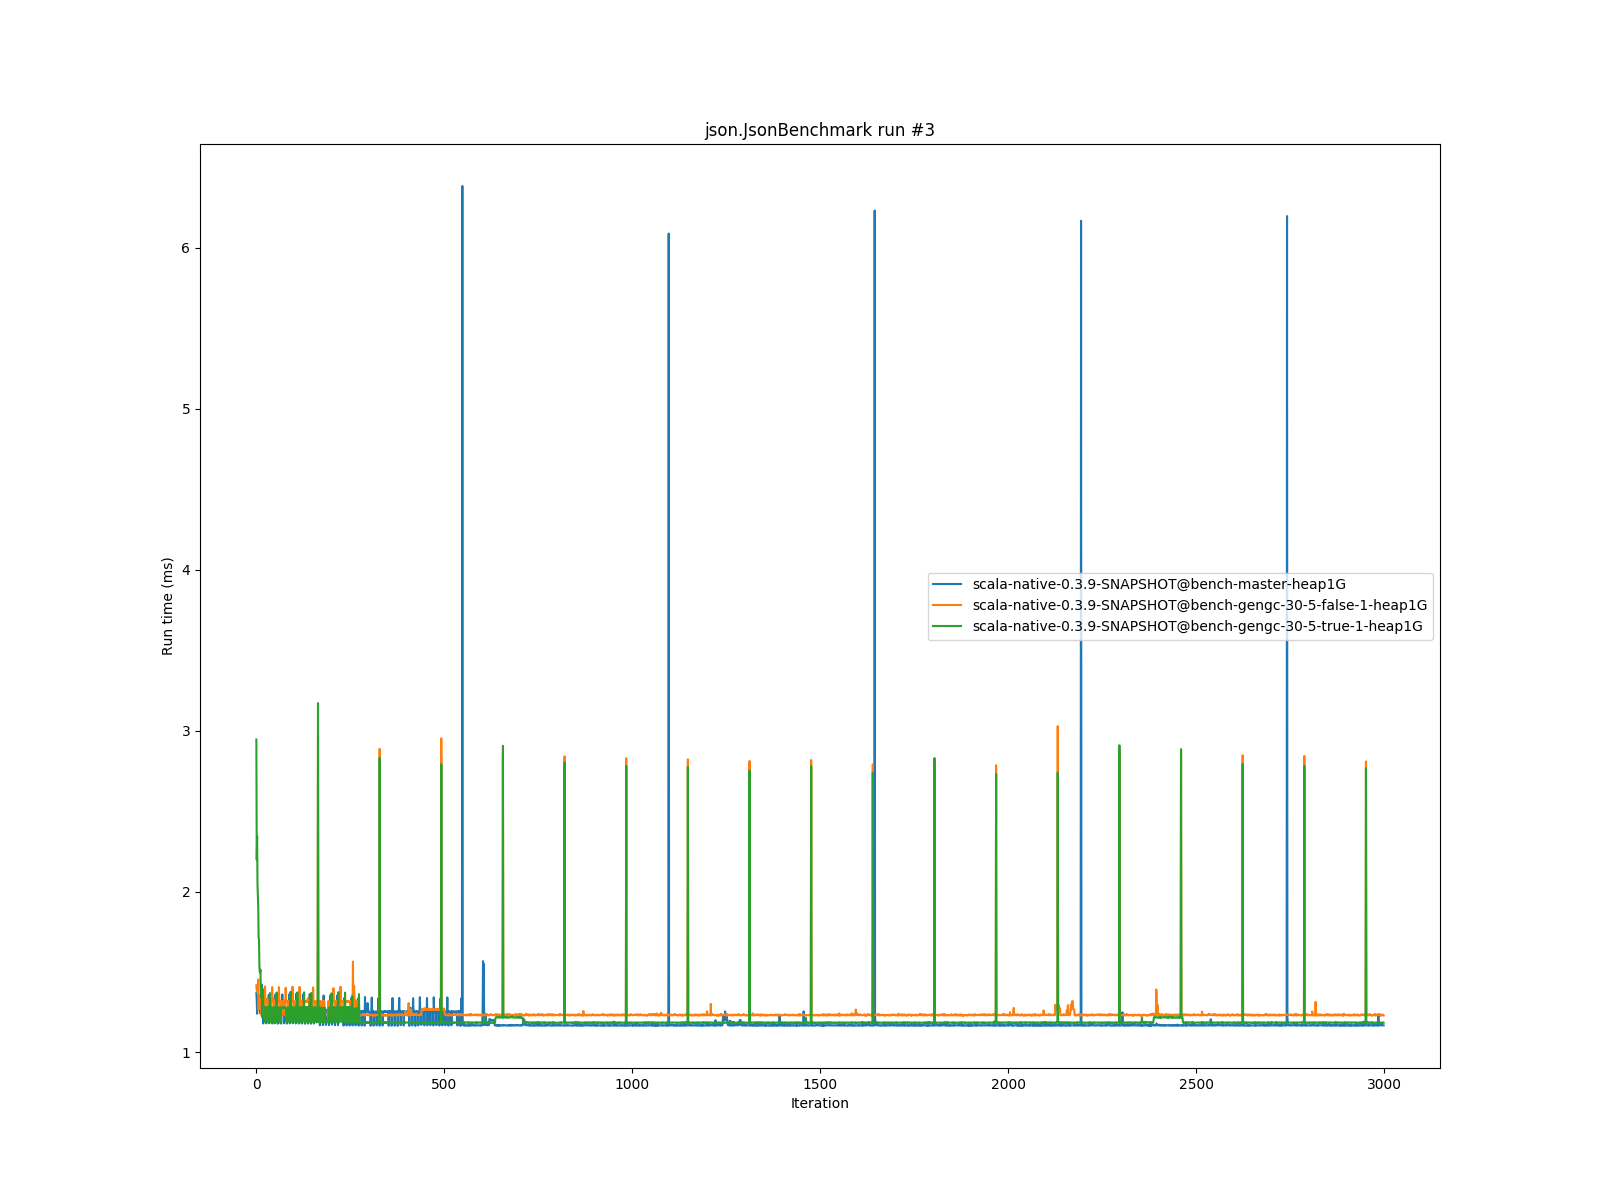 json.JsonBenchmark run #3
Run time (ms)
6
5
4
3
2
1
scala-native-0.3.9-SNAPSHOT@bench-master-heap1G
scala-native-0.3.9-SNAPSHOT@bench-gengc-30-5-false-1-heap1G
scala-native-0.3.9-SNAPSHOT@bench-gengc-30-5-true-1-heap1G
0 500 1000 1500 2000 2500 3000
Iteration